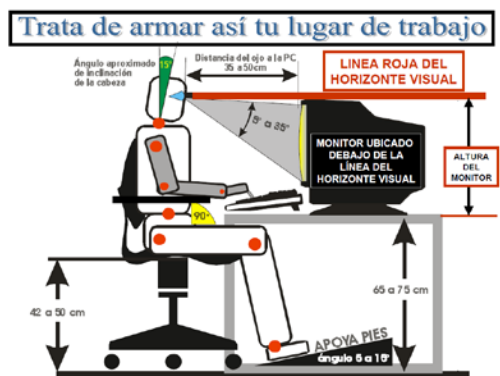 Trata de armar así tu lugar de trabajo
Ángulo aproximado
de inclinación
de la cabeza
15°
Distancia del ojo a la PC
35 a 50cm
LINEA ROJA DEL
HORIZONTE VISUAL
5° a 35°
MONITOR UBICADO
DEBAJO DE LA
LÍNEA DEL
HORIZONTE VISUAL
ALTURA
DEL
MONITOR
90°
42 a 50 cm
65 a 75 cm
APOYA PIES
ángulo 5 a 15°